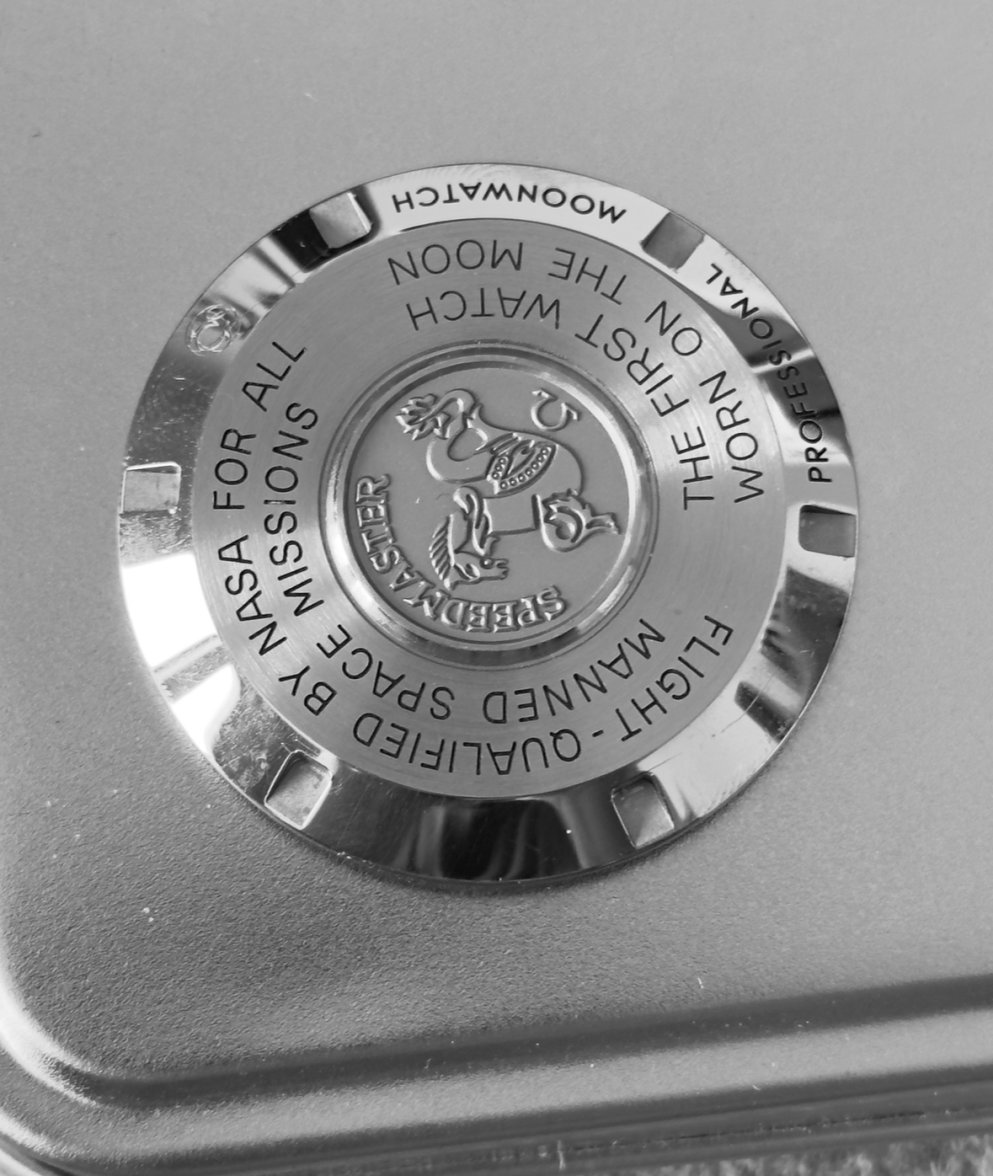 PROFESSIONAL
MOONWATCH
FLIGHT-QUALIFIED BY NASA FOR ALL
MANNED SPACE MISSIONS
THE FIRST WATCH
WORN ON THE MOON
SPEEDMASTER
Ω